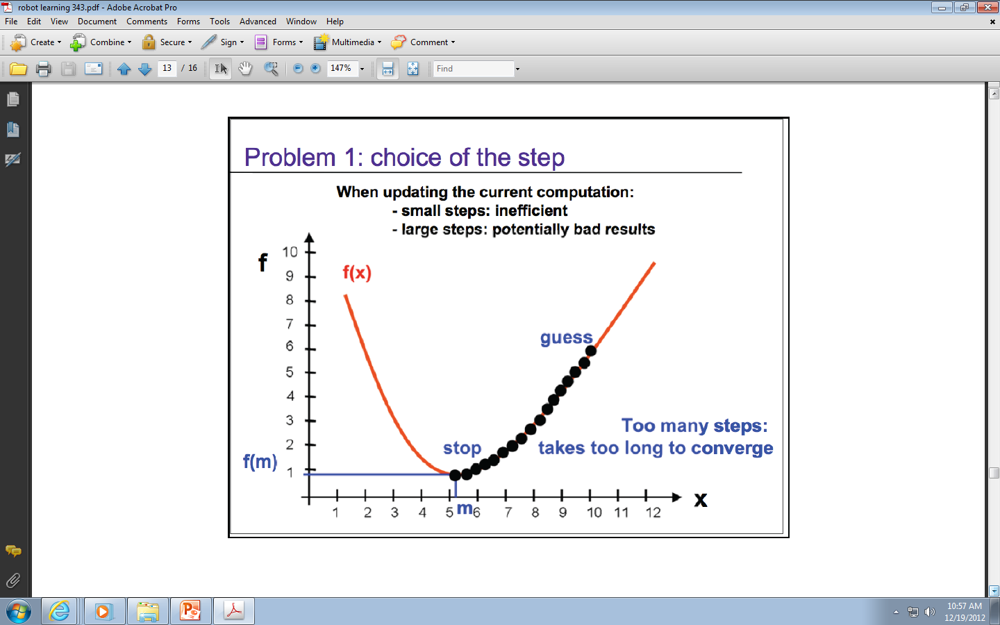 robot learning 343.pdf - Adobe Acrobat Pro
File Edit View Document Comments Forms Tools Advanced Window Help
Create Combine Secure Sign Forms Multimedia Comment
13 / 16 147% Find
Problem 1: choice of the step
When updating the current computation:
- small steps: inefficient
- large steps: potentially bad results
f
10
9
8
7
6
5
4
3
2
1
f(x)
guess
Too many steps:
stop takes too long to converge
f(m)
m
x
1 2 3 4 5 6 7 8 9 10 11 12
10:57 AM
12/19/2012